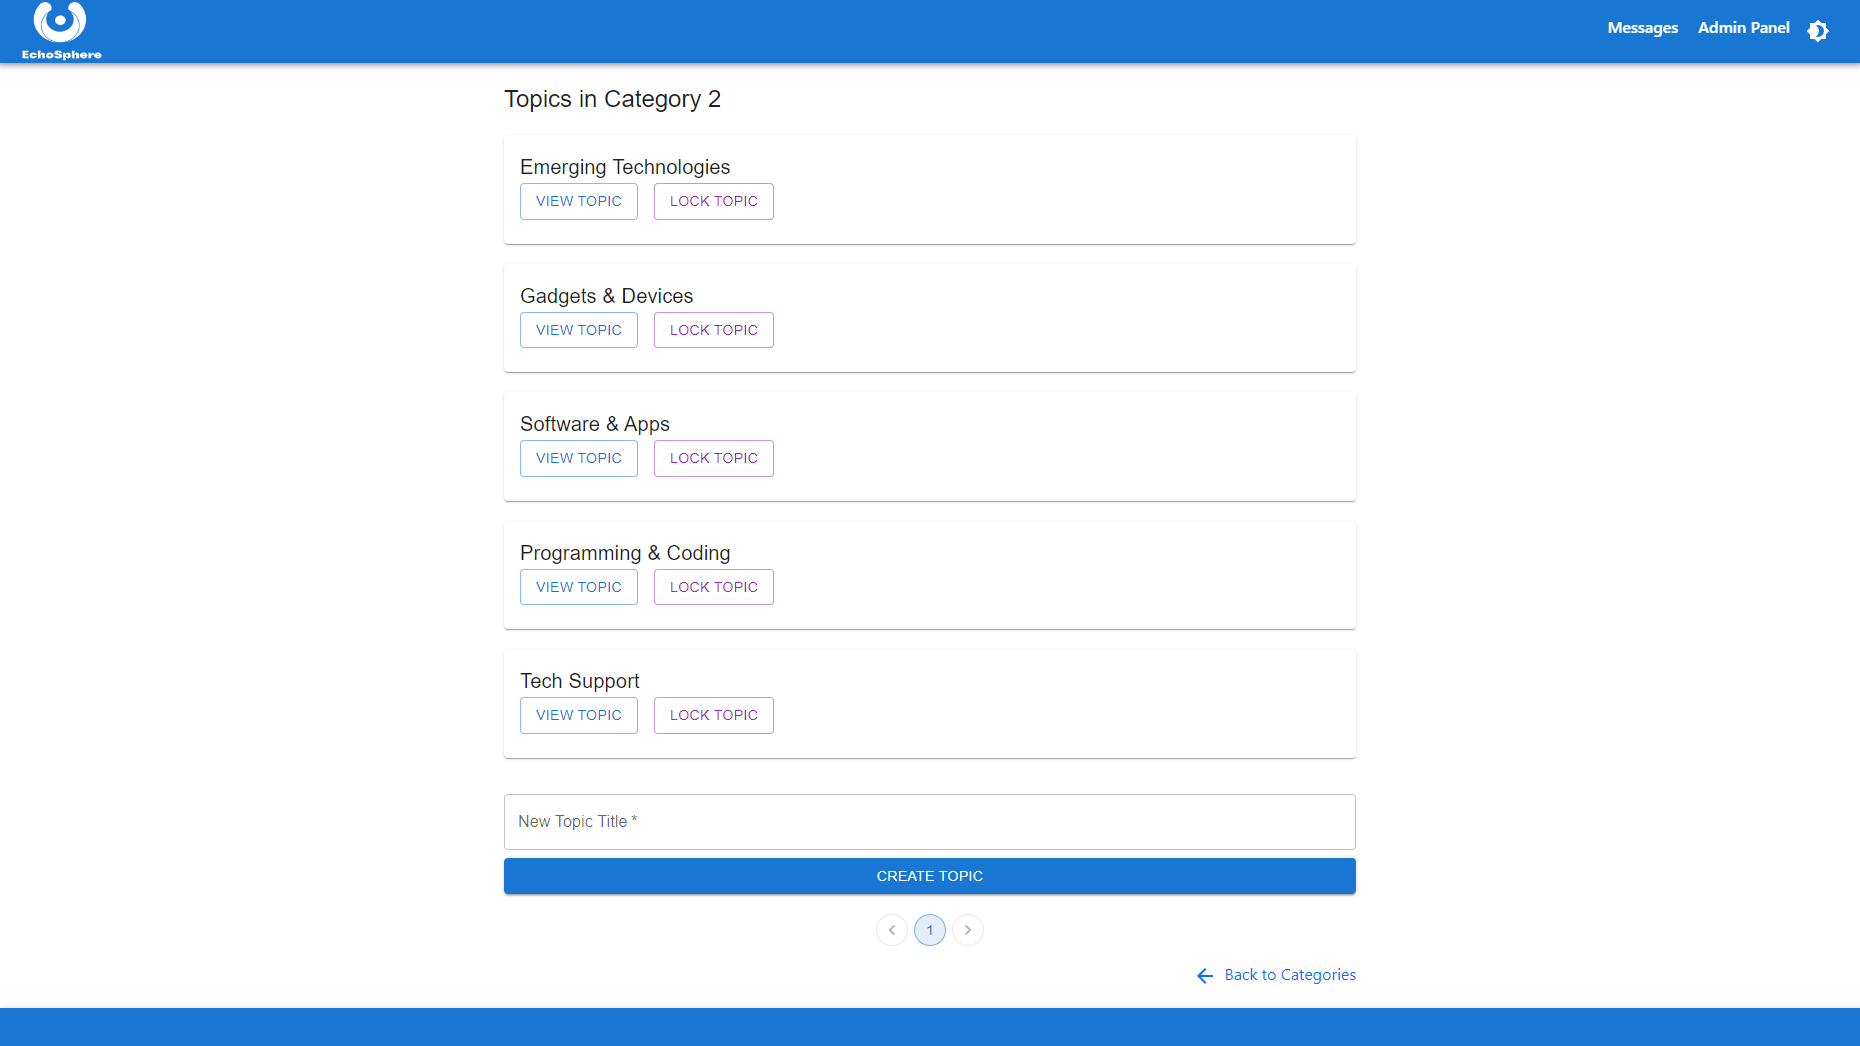 EchoSphere
Messages Admin Panel
Topics in Category 2
Emerging Technologies
VIEW TOPIC LOCK TOPIC
Gadgets & Devices
VIEW TOPIC LOCK TOPIC
Software & Apps
VIEW TOPIC LOCK TOPIC
Programming & Coding
VIEW TOPIC LOCK TOPIC
Tech Support
VIEW TOPIC LOCK TOPIC
New Topic Title *
CREATE TOPIC
1
Back to Categories